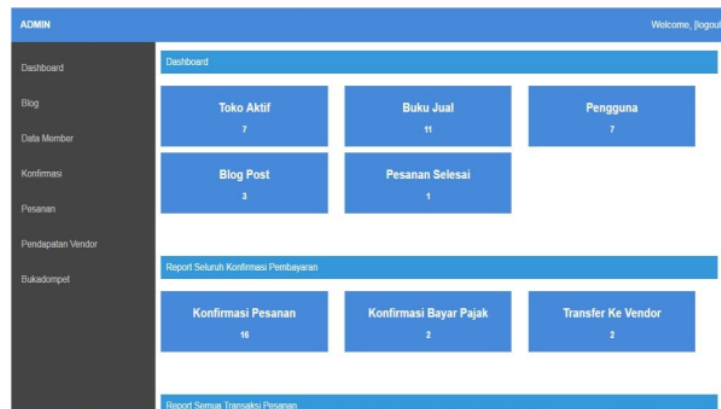 ADMIN
Welcome, [logout
Dashboard
Blog
Data Member
Konfirmasi
Pesanan
Pendapatan Vendor
Bukadompet
Dashboard
Toko Aktif
7
Buku Jual
11
Pengguna
7
Blog Post
3
Pesanan Selesai
1
Report Seluruh Konfirmasi Pembayaran
Konfirmasi Pesanan
16
Konfirmasi Bayar Pajak
2
Transfer Ke Vendor
2
Report Semua Transaksi Pesanan